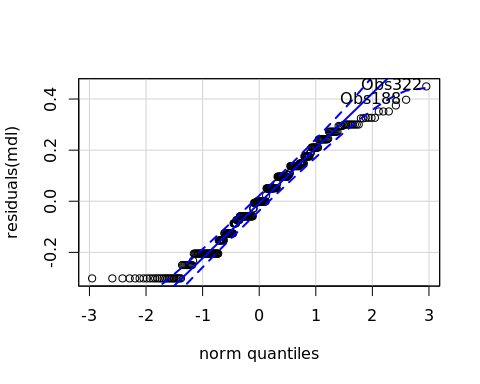 Obs322
Obs188
0.4
0.2
0.0
-0.2
residuals(mdl)
-3 -2 -1 0 1 2 3
norm quantiles